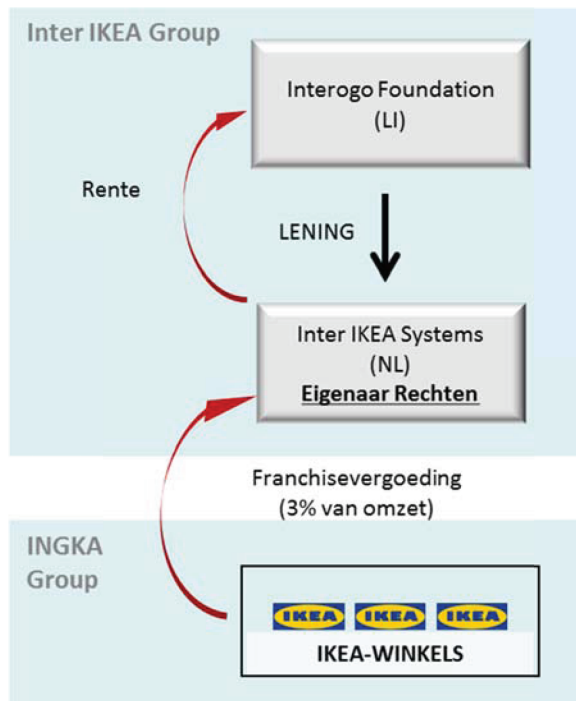 Inter IKEA Group
Interogo Foundation
(LI)
Rente
LENING
Inter IKEA Systems
(NL)
Eigenaar Rechten
Franchisevergoeding
(3% van omzet)
INGKA
Group
IKEA IKEA IKEA
IKEA-WINKELS